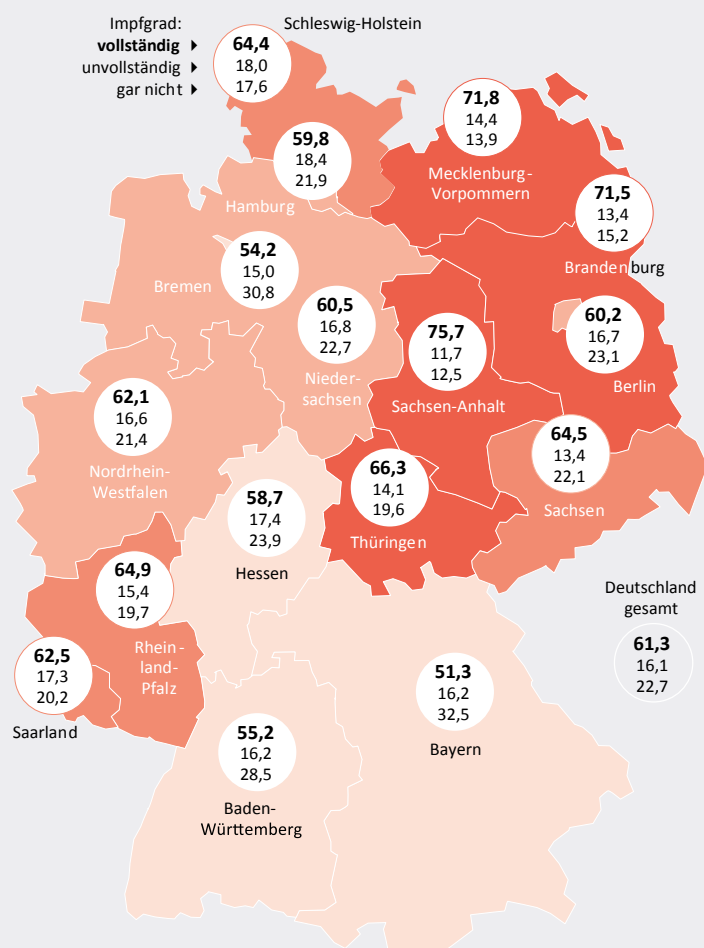 Impfgrad:
vollständig
unvollständig
gar nicht
Schleswig-Holstein
64,4
18,0
17,6
71,8
14,4
13,9
Mecklenburg-
Vorpommern
59,8
18,4
21,9
Hamburg
71,5
13,4
15,2
Brandenburg
54,2
15,0
30,8
Bremen
60,5
16,8
22,7
Nieder-
sachsen
75,7
11,7
12,5
Sachsen-Anhalt
60,2
16,7
23,1
Berlin
62,1
16,6
21,4
Nordrhein-
Westfalen
64,5
13,4
22,1
Sachsen
66,3
14,1
19,6
Thüringen
58,7
17,4
23,9
Hessen
64,9
15,4
19,7
Rhein-
land-
Pfalz
Deutschland
gesamt
61,3
16,1
22,7
62,5
17,3
20,2
Saarland
51,3
16,2
32,5
Bayern
55,2
16,2
28,5
Baden-
Württemberg